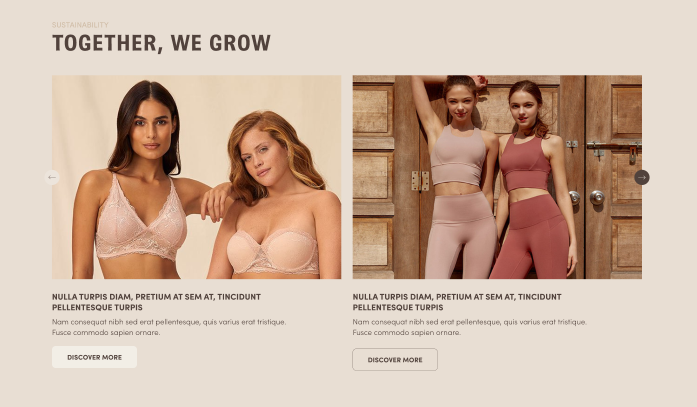 SUSTAINABILITY
TOGETHER, WE GROW
NULLA TURPIS DIAM, PRETIUM AT SEM AT, TINCIDUNT
PELLENTESQUE TURPIS
Nam consequat nibh sed erat pellentesque, quis varius erat tristique.
Fusce commodo sapien ornare.
DISCOVER MORE
NULLA TURPIS DIAM, PRETIUM AT SEM AT, TINCIDUNT
PELLENTESQUE TURPIS
Nam consequat nibh sed erat pellentesque, quis varius erat tristique.
Fusce commodo sapien ornare.
DISCOVER MORE